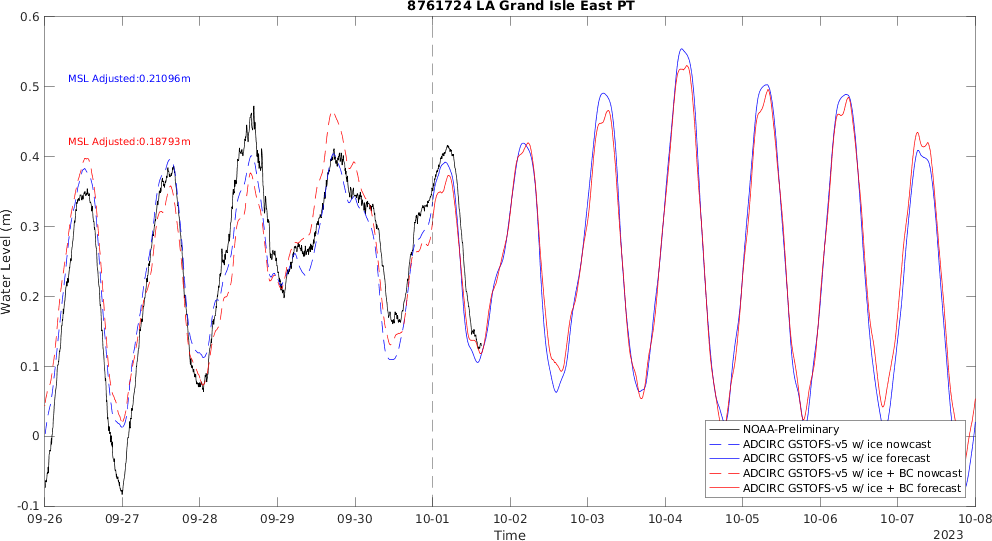 8761724 LA Grand Isle East PT
0.6
0.5
0.4
0.3
0.2
0.1
0
-0.1
Water Level (m)
MSL Adjusted:0.21096m
MSL Adjusted:0.18793m
NOAA-Preliminary
ADCIRC GSTOFS-v5 w/ ice nowcast
ADCIRC GSTOFS-v5 w/ ice forecast
ADCIRC GSTOFS-v5 w/ ice + BC nowcast
ADCIRC GSTOFS-v5 w/ ice + BC forecast
09-26 09-27 09-28 09-29 09-30 10-01 10-02 10-03 10-04 10-05 10-06 10-07 10-08
Time
2023